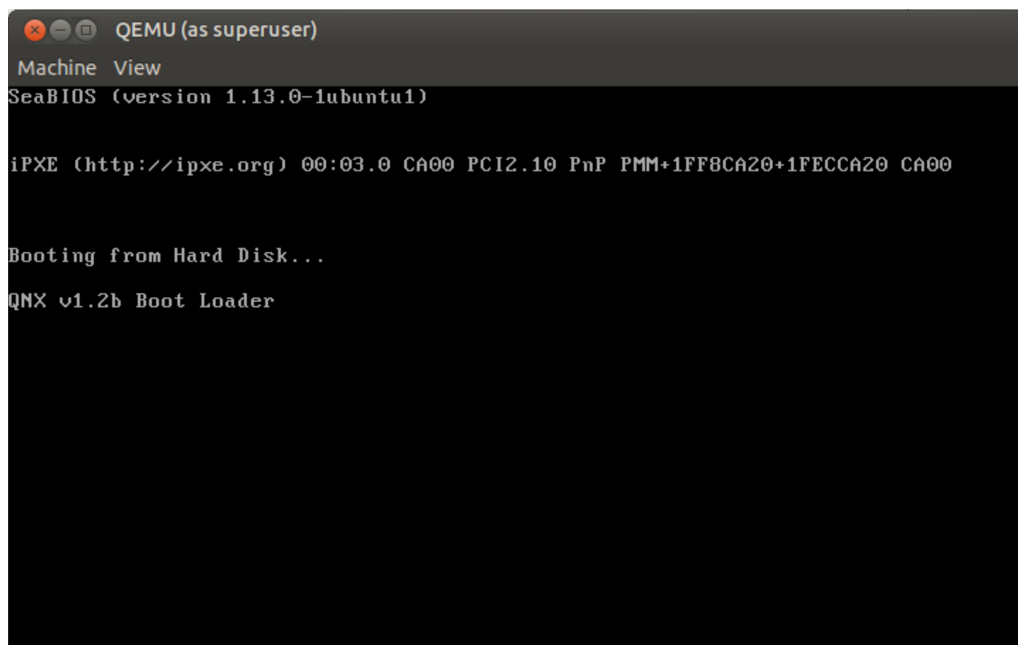 QEMU (as superuser)
Machine View
SeaBIOS (version 1.13.0-1ubuntu1)
iPXE (http://ipxe.org) 00:03.0 CA00 PCI2.10 PnP PMM+1FF8CA20+1FECCA20 CA00
Booting from Hard Disk...
QNX v1.2b Boot Loader